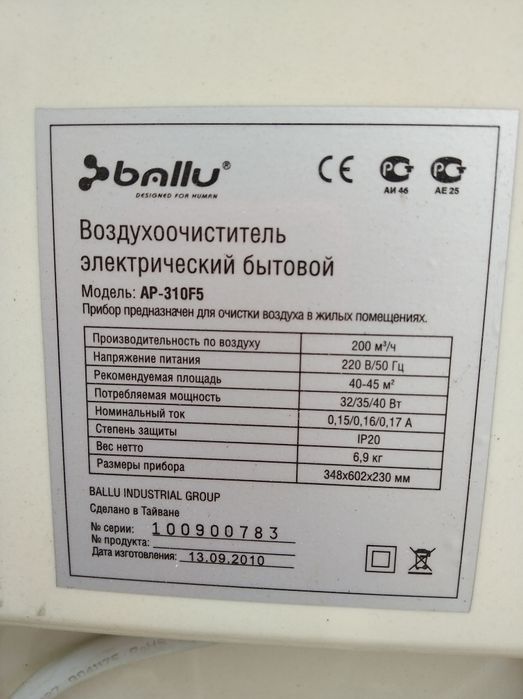 ballu®
DESIGNED FOR HUMAN
CE
РСТ
АИ 46
РСТ
АЕ 25
Воздухоочиститель
электрический бытовой
Модель: AP-310F5
Прибор предназначен для очистки воздуха в жилых помещениях.
Производительность по воздуху 200 м³/ч
Напряжение питания 220 В/50 Гц
Рекомендуемая площадь 40-45 м²
Потребляемая мощность 32/35/40 Вт
Номинальный ток 0,15/0,16/0,17 А
Степень защиты IP20
Вес нетто 6,9 кг
Размеры прибора 348x602x230 мм
BALLU INDUSTRIAL GROUP
Сделано в Тайване
№ серии: 100900783
№ продукта:
Дата изготовления: 13.09.2010